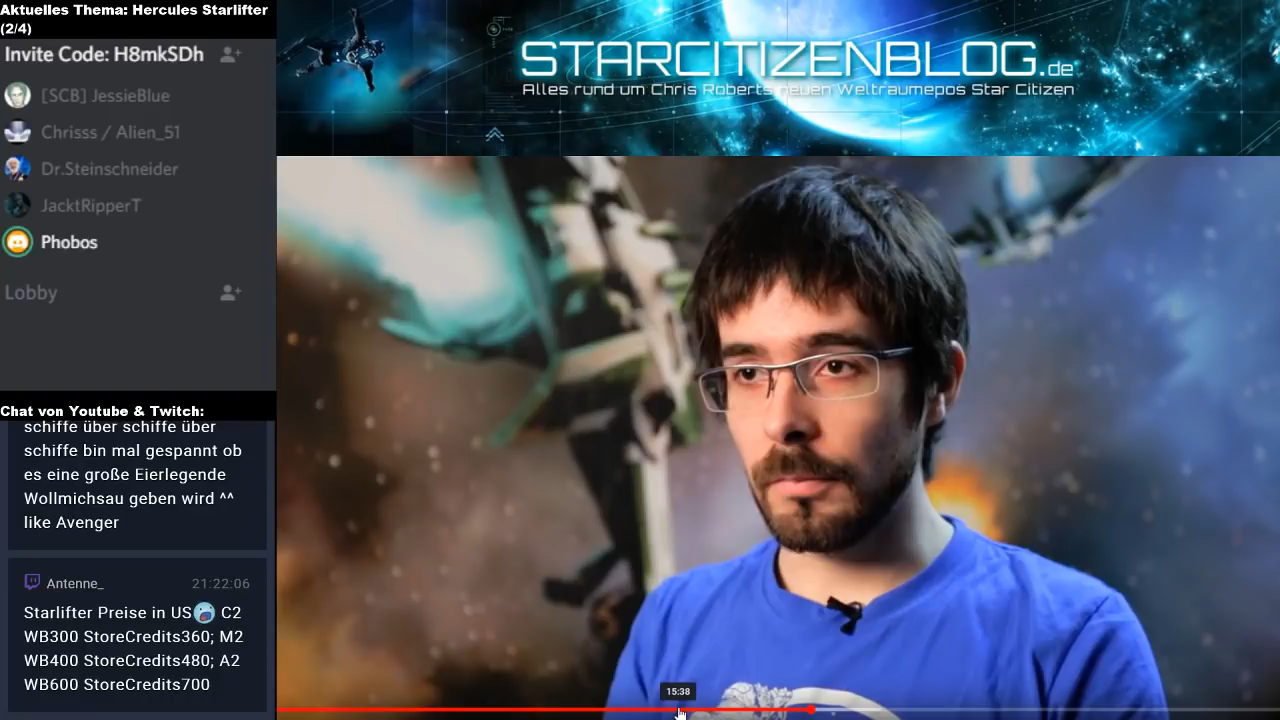 Aktuelles Thema: Hercules Starlifter
(2/4)
Invite Code: H8mkSDh
[SCB] JessieBlue
Chrisss / Alien_51
Dr.Steinschneider
JacktRipperT
Phobos
Lobby
Chat von Youtube & Twitch:
schiffe über schiffe über
schiffe bin mal gespannt ob
es eine große Eierlegende
Wollmichsau geben wird ^^
like Avenger
Antenne_ 21:22:06
Starlifter Preise in US C2
WB300 StoreCredits360; M2
WB400 StoreCredits480; A2
WB600 StoreCredits700
STARCITIZENBLOG.de
Alles rund um Chris Roberts neuen Weltraumepos Star Citizen
15:38